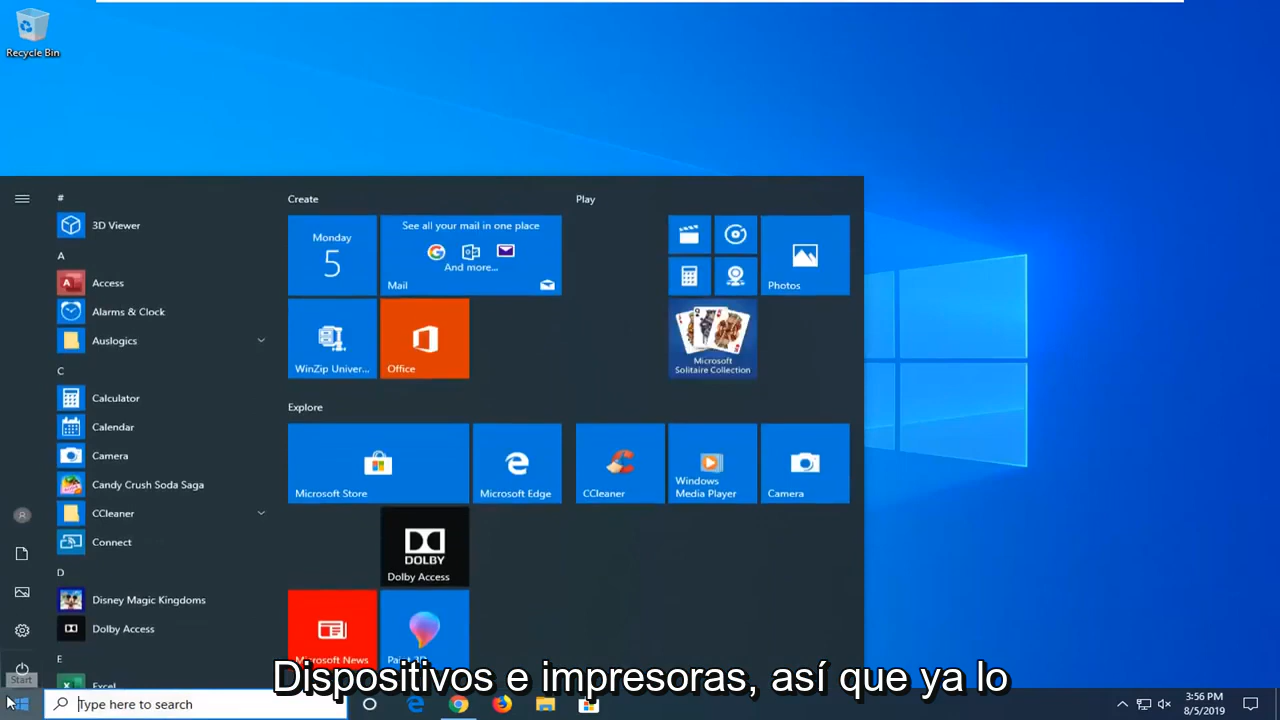 Recycle Bin
#
3D Viewer
A
Access
Alarms & Clock
Auslogics
C
Calculator
Calendar
Camera
Candy Crush Soda Saga
CCleaner
Connect
D
Disney Magic Kingdoms
Dolby Access
E
Excel
Create
Monday
5
See all your mail in one place
And more...
Mail
WinZip Univer...
Office
Play
Photos
Microsoft
Solitaire Collection
Explore
Microsoft Store
Microsoft Edge
CCleaner
Windows
Media Player
Camera
DOLBY
Dolby Access
Microsoft News
Paint 3D
Dispositivos e impresoras, así que ya lo
Start
Type here to search
3:56 PM
8/5/2019